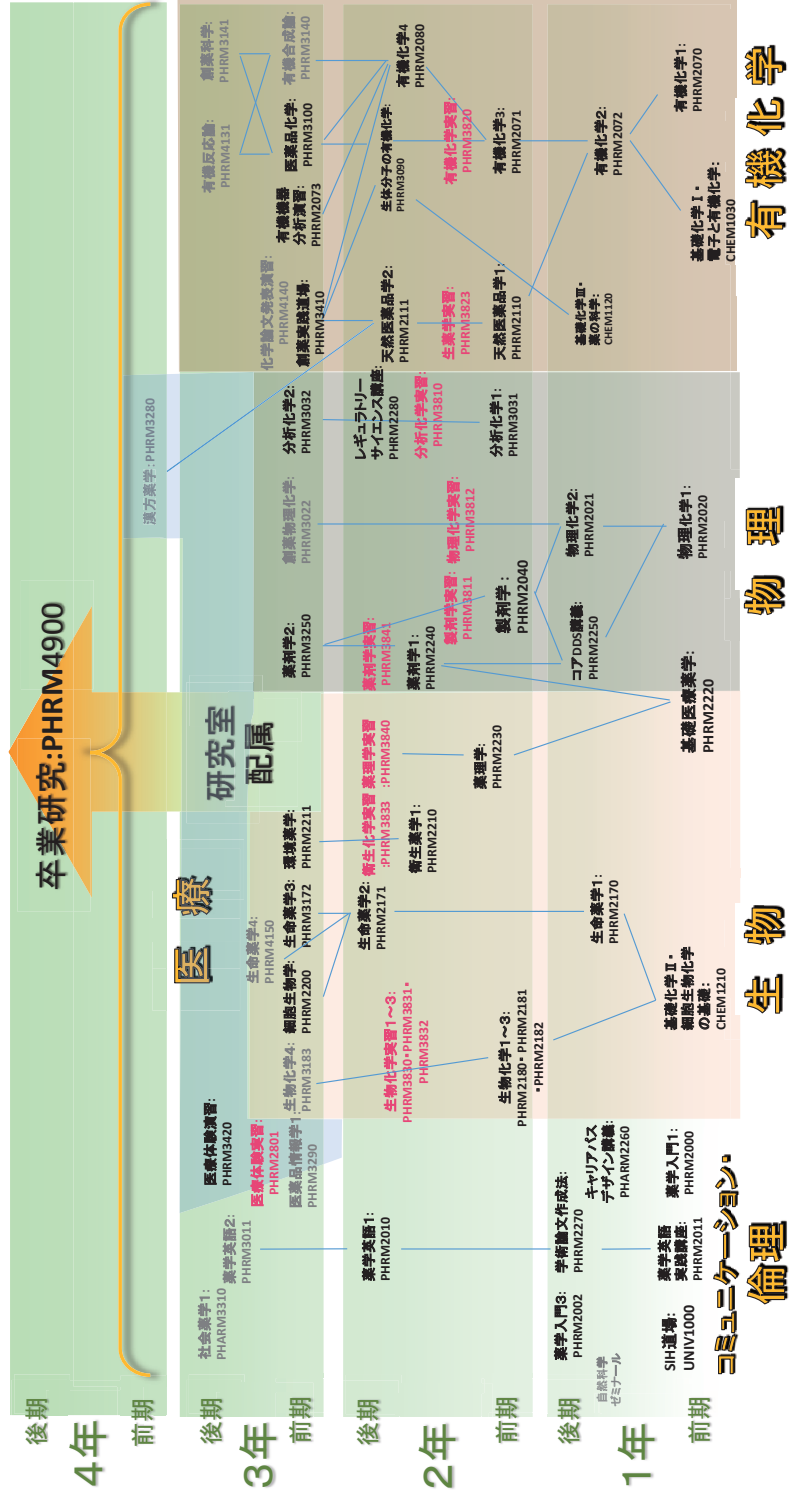 4年
後期
前期
卒業研究:PHRM4900
漢方薬学:PHRM3280
3年
後期
前期
医 療
研究室
配属
社会薬学1:
PHARM3310
薬学英語2:
PHRM3011
医療体験演習:
PHRM3420
医療体験実習:
PHRM2801
医薬品情報学1:
PHRM3290
生物化学4:
PHRM3183
生命薬学4:
PHRM4150
細胞生物学:
PHRM2200
生命薬学3:
PHRM3172
環境薬学:
PHRM2211
薬剤学2:
PHRM3250
創薬物理化学:
PHRM3022
分析化学2:
PHRM3032
化学論文発表演習:
PHRM4140
創薬実践道場:
PHRM3410
有機機器
分析演習:
PHRM2073
有機反応論:
PHRM4131
医薬品化学:
PHRM3100
創薬科学:
PHRM3141
有機合成論:
PHRM3140
2年
後期
前期
薬学英語1:
PHRM2010
生物化学実習1～3:
PHRM3830・PHRM3831・
PHRM3832
生物化学1～3:
PHRM2180・PHRM2181
・PHRM2182
生命薬学2:
PHRM2171
衛生化学実習
:PHRM3833
衛生薬学1:
PHRM2210
薬理学実習
:PHRM3840
薬理学:
PHRM2230
薬剤学実習:
PHRM3841
薬剤学1:
PHRM2240
製剤学実習:
PHRM3811
製剤学:
PHRM2040
物理化学実習:
PHRM3812
レギュラトリー
サイエンス講座:
PHRM2280
分析化学実習:
PHRM3810
分析化学1:
PHRM3031
天然医薬品学2:
PHRM2111
生薬学実習:
PHRM3823
天然医薬品学1:
PHRM2110
生体分子の有機化学:
PHRM3090
有機化学4
PHRM2080
有機化学実習:
PHRM3820
有機化学3:
PHRM2071
1年
後期
前期
自然科学
ゼミナール
薬学入門3:
PHRM2002
学術論文作成法:
PHRM2270
キャリアパス
デザイン講義:
PHARM2260
SIH道場:
UNIV1000
薬学英語
実践講座:
PHRM2011
薬学入門1:
PHRM2000
生命薬学1:
PHRM2170
基礎化学Ⅱ・
細胞生物化学
の基礎:
CHEM1210
コアDDS講義:
PHRM2250
基礎医療薬学:
PHRM2220
物理化学2:
PHRM2021
物理化学1:
PHRM2020
基礎化学Ⅲ・
薬の科学:
CHEM1120
有機化学2:
PHRM2072
基礎化学Ⅰ・
電子と有機化学:
CHEM1030
有機化学1:
PHRM2070
コミュニケーション・
倫理
生 物
物 理
有 機 化 学